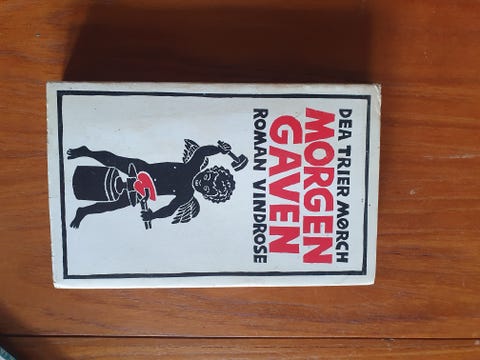 DEA TRIER MØRCH
MORGEN
GAVEN
ROMAN VINDROSE